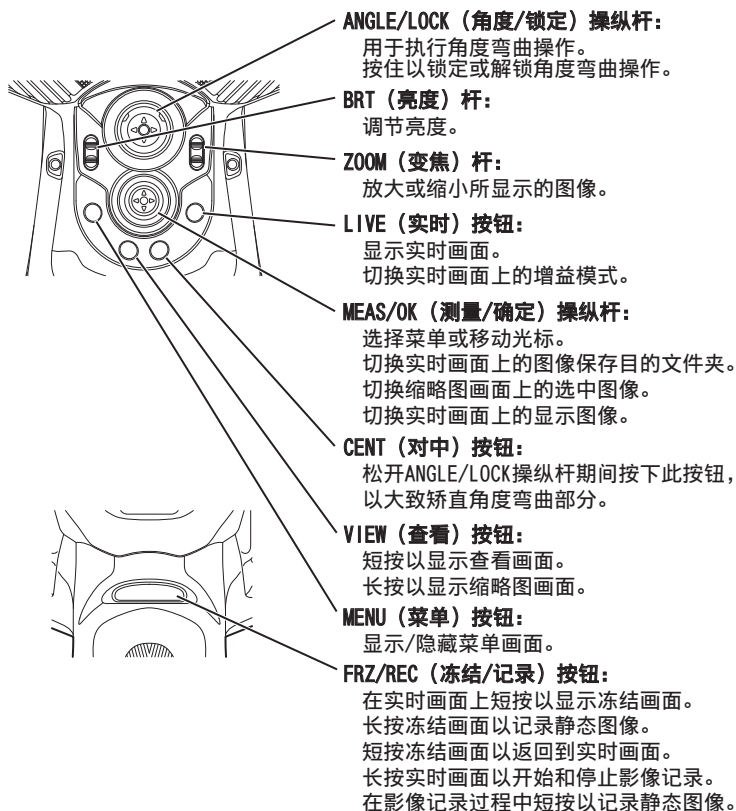 ANGLE/LOCK（角度/锁定）操纵杆：
用于执行角度弯曲操作。
按住以锁定或解锁角度弯曲操作。
BRT（亮度）杆：
调节亮度。
ZOOM（变焦）杆：
放大或缩小所显示的图像。
LIVE（实时）按钮：
显示实时画面。
切换实时画面上的增益模式。
MEAS/OK（测量/确定）操纵杆：
选择菜单或移动光标。
切换实时画面上的图像保存目的文件夹。
切换缩略图画面上的选中图像。
切换实时画面上的显示图像。
CENT（对中）按钮：
松开ANGLE/LOCK操纵杆期间按下此按钮，
以大致矫直角度弯曲部分。
VIEW（查看）按钮：
短按以显示查看画面。
长按以显示缩略图画面。
MENU（菜单）按钮：
显示/隐藏菜单画面。
FRZ/REC（冻结/记录）按钮：
在实时画面上短按以显示冻结画面。
长按冻结画面以记录静态图像。
短按冻结画面以返回到实时画面。
长按实时画面以开始和停止影像记录。
在影像记录过程中短按以记录静态图像。